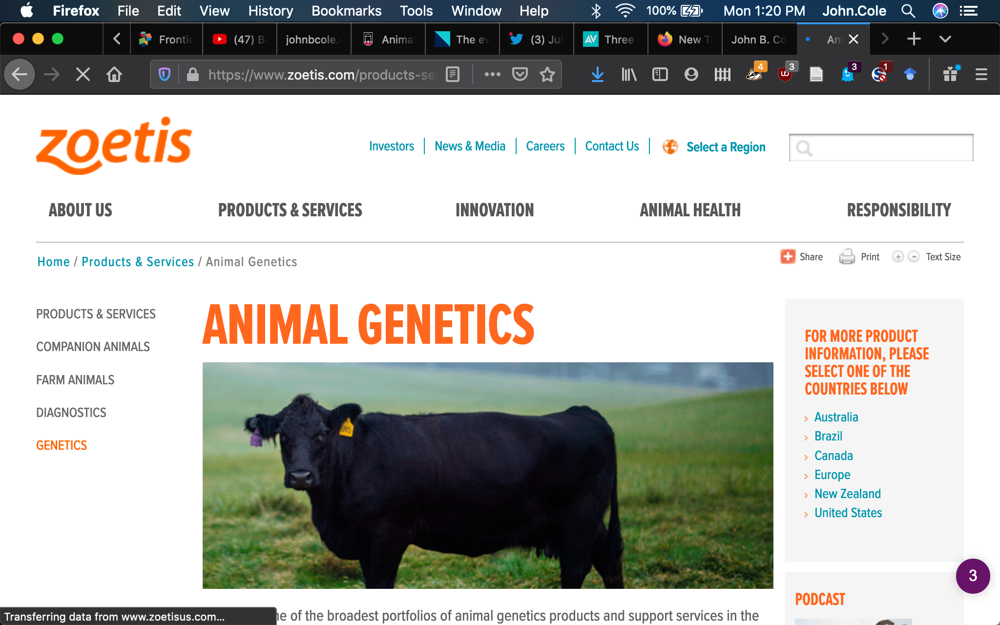 Firefox File Edit View History Bookmarks Tools Window Help 100% Mon 1:20 PM John.Cole
Frontie (47) B johnbcole. Animal The ev (3) Jul AV Three New Ta John B. Co Ani
https://www.zoetis.com/products-se 4 3 3 1
zoetis
Investors News & Media Careers Contact Us Select a Region
ABOUT US PRODUCTS & SERVICES INNOVATION ANIMAL HEALTH RESPONSIBILITY
Home / Products & Services / Animal Genetics
Share Print Text Size
PRODUCTS & SERVICES
COMPANION ANIMALS
FARM ANIMALS
DIAGNOSTICS
GENETICS
ANIMAL GENETICS
FOR MORE PRODUCT
INFORMATION, PLEASE
SELECT ONE OF THE
COUNTRIES BELOW
Australia
Brazil
Canada
Europe
New Zealand
United States
3
PODCAST
Transferring data from www.zoetisus.com...
ne of the broadest portfolios of animal genetics products and support services in the